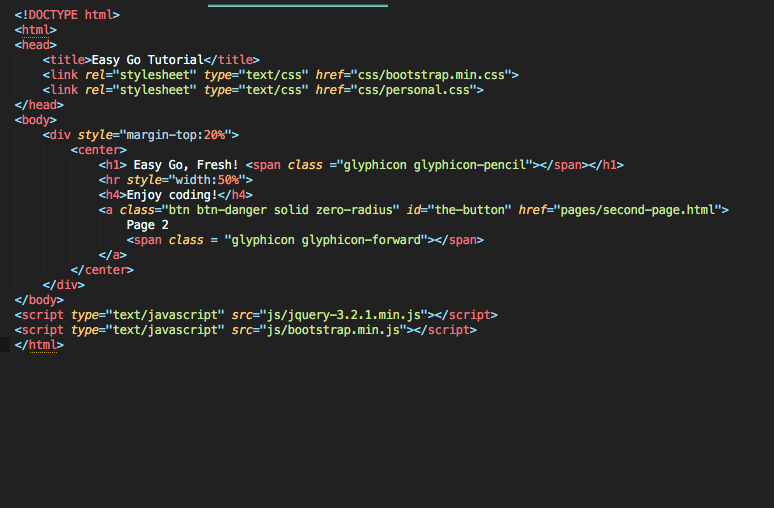 <!DOCTYPE html>
<html>
<head>
    <title>Easy Go Tutorial</title>
    <link rel="stylesheet" type="text/css" href="css/bootstrap.min.css">
    <link rel="stylesheet" type="text/css" href="css/personal.css">
</head>
<body>
    <div style="margin-top:20%">
        <center>
            <h1> Easy Go, Fresh! <span class ="glyphicon glyphicon-pencil"></span></h1>
            <hr style="width:50%">
            <h4>Enjoy coding!</h4>
            <a class="btn btn-danger solid zero-radius" id="the-button" href="pages/second-page.html">
                Page 2
                <span class = "glyphicon glyphicon-forward"></span>
            </a>
        </center>
    </div>
</body>
<script type="text/javascript" src="js/jquery-3.2.1.min.js"></script>
<script type="text/javascript" src="js/bootstrap.min.js"></script>
</html>